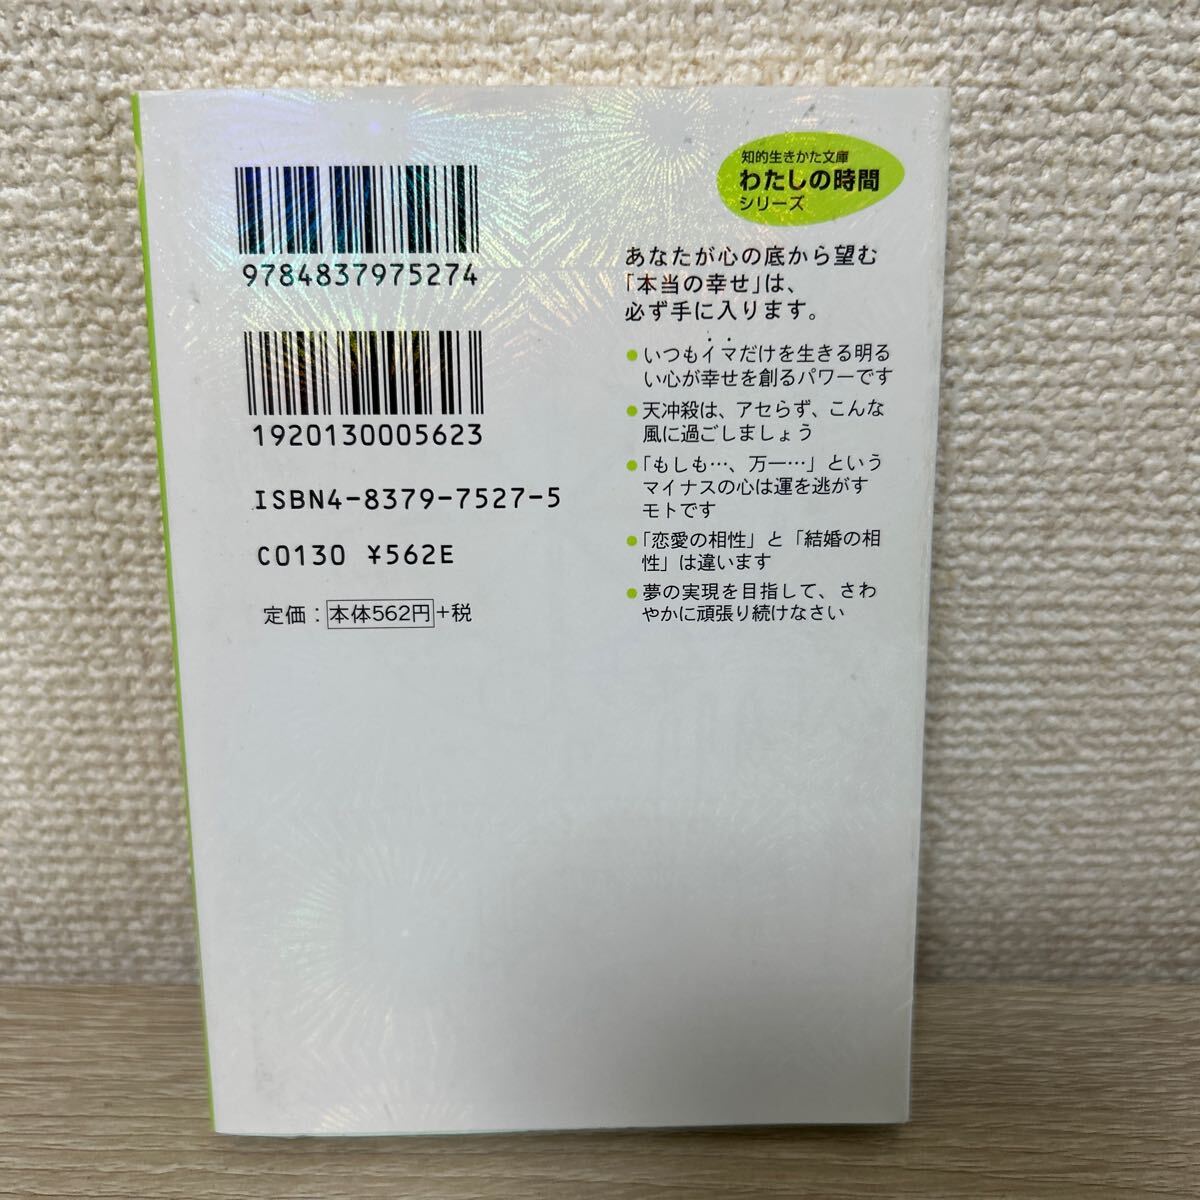 9784837975274
1920130005623
ISBN4-8379-7527-5
C0130 ¥562E
定価：本体562円+税
知的生きかた文庫
わたしの時間
シリーズ
あなたが心の底から望む
「本当の幸せ」は、
必ず手に入ります。
●いつもイマだけを生きる明る
い心が幸せを創るパワーです
●天冲殺は、アセらず、こんな
風に過ごしましょう
●「もしも…、万一…」という
マイナスの心は運を逃がす
モトです
●「恋愛の相性」と「結婚の相
性」は違います
●夢の実現を目指して、さわ
やかに頑張り続けなさい